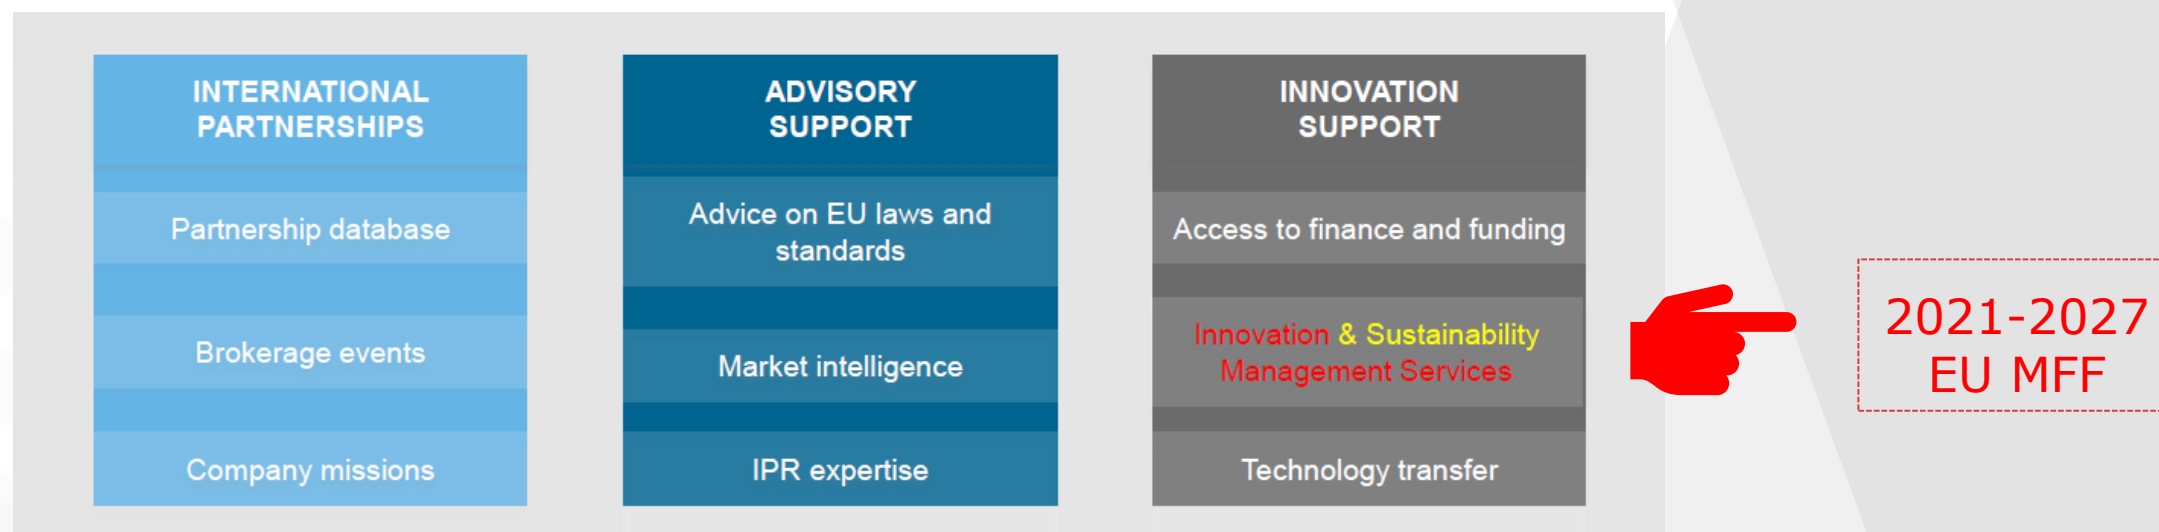 INTERNATIONAL
PARTNERSHIPS
Partnership database
Brokerage events
Company missions
ADVISORY
SUPPORT
Advice on EU laws and
standards
Market intelligence
IPR expertise
INNOVATION
SUPPORT
Access to finance and funding
Innovation & Sustainability
Management Services
Technology transfer
2021-2027
EU MFF